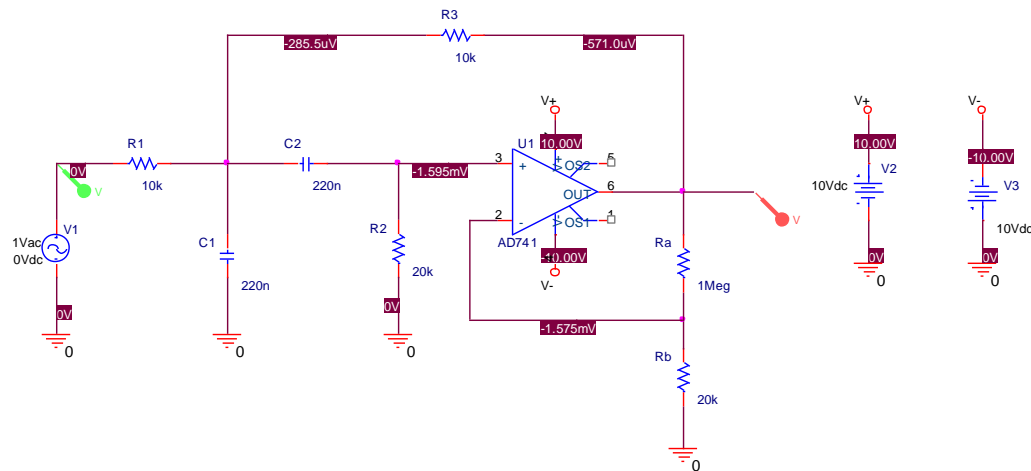 R3
-285.5uV
-571.0uV
10k
V+
V+
V-
R1
C2
U1
10.00V
10.00V
-10.00V
0V
3
+
V+
OS2
5
V2
-1.595mV
10k
220n
OUT
6
10Vdc
V3
V
V
V1
C1
R2
2
-
V-
OS1
1
Ra
10Vdc
1Vac
0Vdc
AD741
-10.00V
4
0V
0V
220n
20k
1Meg
V-
0
0
0V
0V
-1.575mV
0
0
0
Rb
20k
0